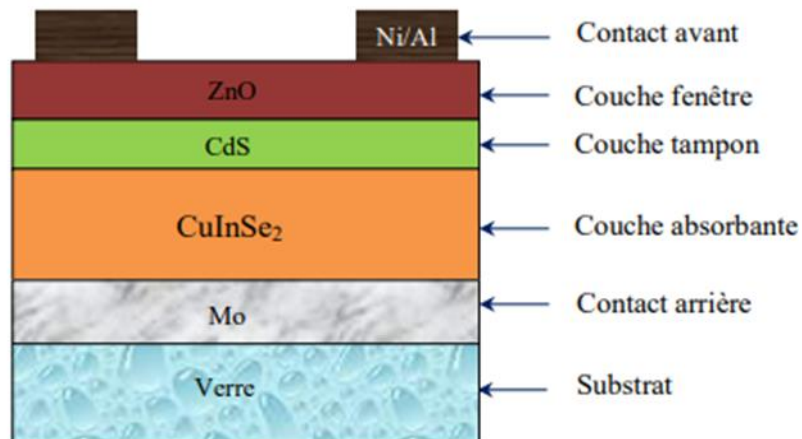 Ni/Al Contact avant
ZnO Couche fenêtre
CdS Couche tampon
CuInSe₂ Couche absorbante
Mo Contact arrière
Verre Substrat